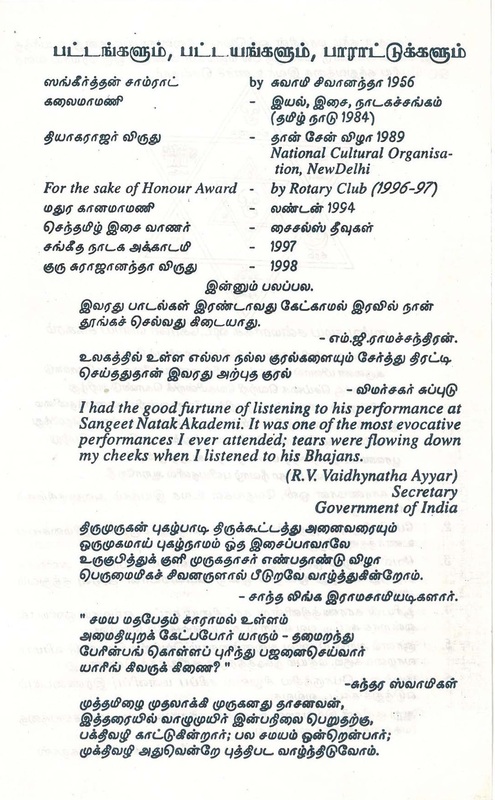 பட்டங்களும், பட்டயங்களும், பாராட்டுக்களும்
ஸங்கீர்த்தன் சாம்ராட் by சுவாமி சிவானந்தா 1956
கலைமாமணி - இயல், இசை, நாடகச்சங்கம்
(தமிழ் நாடு 1984)
தியாகராஜர் விருது - தான் சேன் விழா 1989
National Cultural Organisa-
tion, NewDelhi
For the sake of Honour Award - by Rotary Club (1996-97)
மதுர கானமாமணி - லண்டன் 1994
செந்தமிழ் இசை வாணர் - சைசல்ஸ் தீவுகள்
சங்கீத நாடக அக்காடமி - 1997
குரு சுராஜானந்தா விருது - 1998
இன்னும் பலப்பல.
இவரது பாடல்கள் இரண்டாவது கேட்காமல் இரவில் நான்
தூங்கச் செல்வது கிடையாது.
- எம்.ஜி.ராமச்சந்திரன்.
உலகத்தில் உள்ள எல்லா நல்ல குரல்களையும் சேர்த்து திரட்டி
செய்ததுதான் இவரது அற்புத குரல்
- விமர்சகர் சுப்புடு
I had the good furtune of listening to his performance at
Sangeet Natak Akademi. It was one of the most evocative
performances I ever attended; tears were flowing down
my cheeks when I listened to his Bhajans.
(R.V. Vaidhynatha Ayyar)
Secretary
Government of India
திருமுருகன் புகழ்பாடி திருக்கூட்டத்து அனைவரையும்
ஒருமுகமாய் புகழ்நாமம் ஓத இசைப்பாவாலே
உருகுபித்துக் குளி முருகதாசர் எண்பதாண்டு விழா
பெருமைமிகச் சிவனருளால் பீடுறவே வாழ்த்துகின்றோம்.
- சாந்த லிங்க இராமசாமியடிகளார்.
" சமய மதபேதம் சாராமல் உள்ளம்
அமைதியுறக் கேட்பபோர் யாரும் - தமைறந்து
பேரின்பங் கொள்ளப் புரிந்து பஜனைசெய்வார்
யாரிங் கிவருக் கிணை? "
-சுந்தர ஸ்வாமிகள்
முத்தமிழை முதலாக்கி முருகனது தாசனவன்,
இத்தரையில் வாழுமுயிர் இன்பநிலை பெறுதற்கு,
பக்திவழி காட்டுகின்றார்; பல சமயம் ஒன்றென்பார்;
முக்திவழி அதுவென்றே புத்திபட வாழ்ந்திடுவோம்.